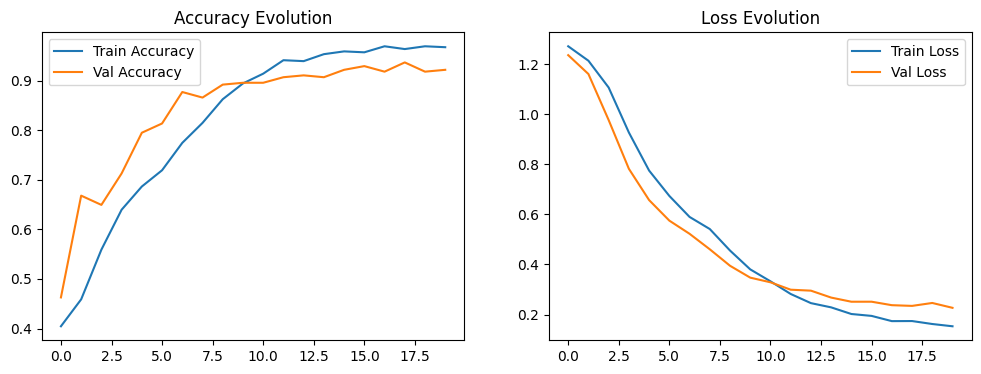 Accuracy Evolution
Train Accuracy
Val Accuracy
0.9
0.8
0.7
0.6
0.5
0.4
0.0 2.5 5.0 7.5 10.0 12.5 15.0 17.5
Loss Evolution
Train Loss
Val Loss
1.2
1.0
0.8
0.6
0.4
0.2
0.0 2.5 5.0 7.5 10.0 12.5 15.0 17.5